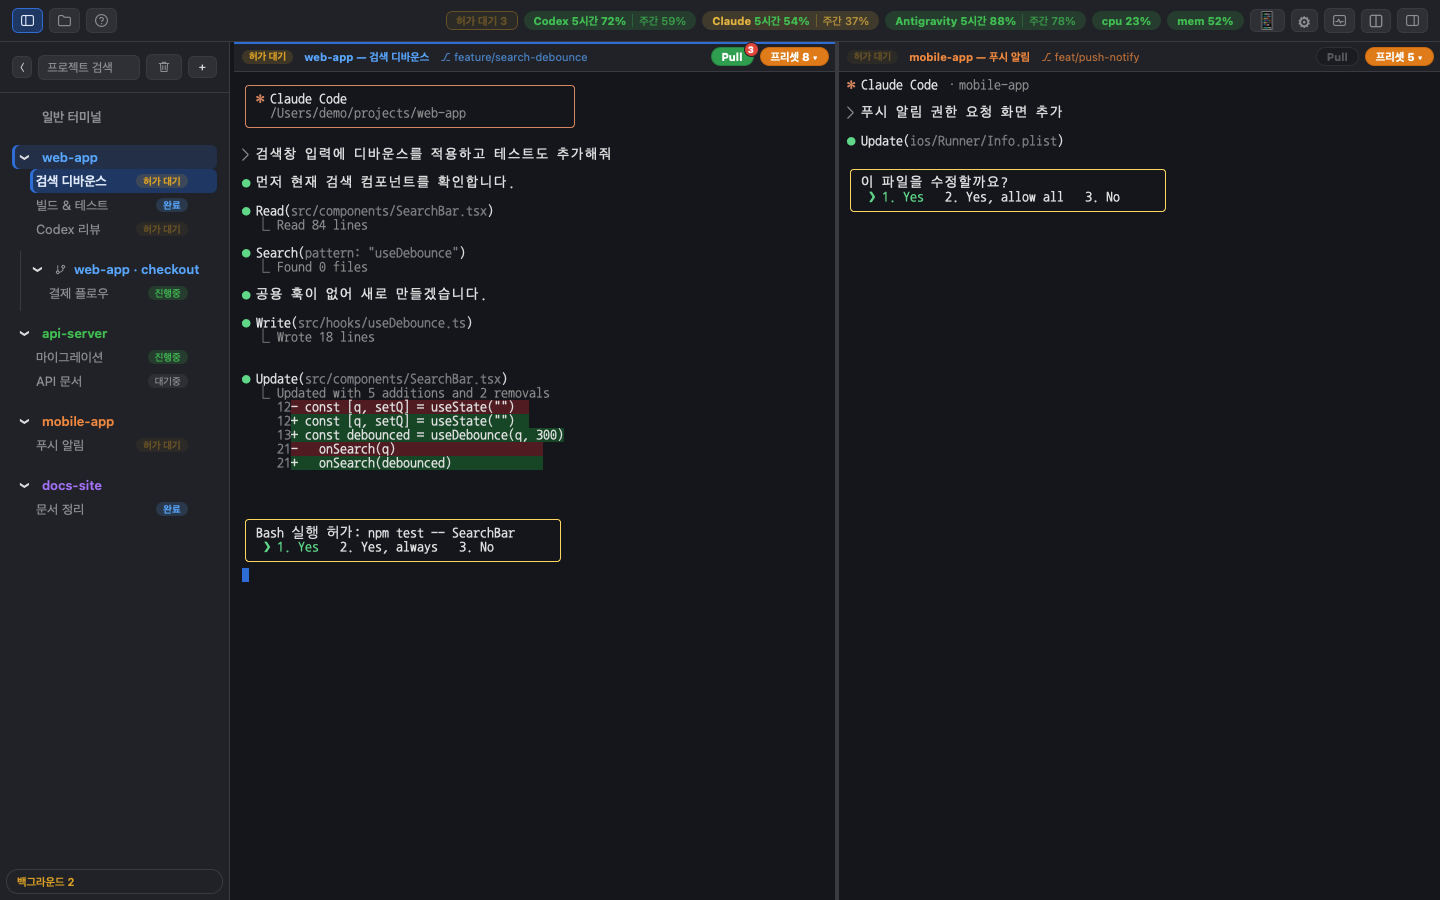 허가 대기 3
Codex 5시간 72% | 주간 59%
Claude 5시간 54% | 주간 37%
Antigravity 5시간 88% | 주간 78%
cpu 23%
mem 52%
프로젝트 검색
+
일반 터미널
web-app
검색 디바운스 허가 대기
빌드 & 테스트 완료
Codex 리뷰 허가 대기
web-app · checkout
결제 플로우 진행중
api-server
마이그레이션 진행중
API 문서 대기중
mobile-app
푸시 알림 허가 대기
docs-site
문서 정리 완료
백그라운드 2
허가 대기 web-app — 검색 디바운스 feature/search-debounce Pull 3 프리셋 8
✻ Claude Code
/Users/demo/projects/web-app
> 검색창 입력에 디바운스를 적용하고 테스트도 추가해줘
● 먼저 현재 검색 컴포넌트를 확인합니다.
● Read(src/components/SearchBar.tsx)
⎿ Read 84 lines
● Search(pattern: "useDebounce")
⎿ Found 0 files
● 공용 훅이 없어 새로 만들겠습니다.
● Write(src/hooks/useDebounce.ts)
⎿ Wrote 18 lines
● Update(src/components/SearchBar.tsx)
⎿ Updated with 5 additions and 2 removals
12- const [q, setQ] = useState("")
12+ const [q, setQ] = useState("")
13+ const debounced = useDebounce(q, 300)
21- onSearch(q)
21+ onSearch(debounced)
Bash 실행 허가: npm test -- SearchBar
❯ 1. Yes 2. Yes, always 3. No
허가 대기 mobile-app — 푸시 알림 feat/push-notify Pull 프리셋 5
✻ Claude Code · mobile-app
> 푸시 알림 권한 요청 화면 추가
● Update(ios/Runner/Info.plist)
이 파일을 수정할까요?
❯ 1. Yes 2. Yes, allow all 3. No